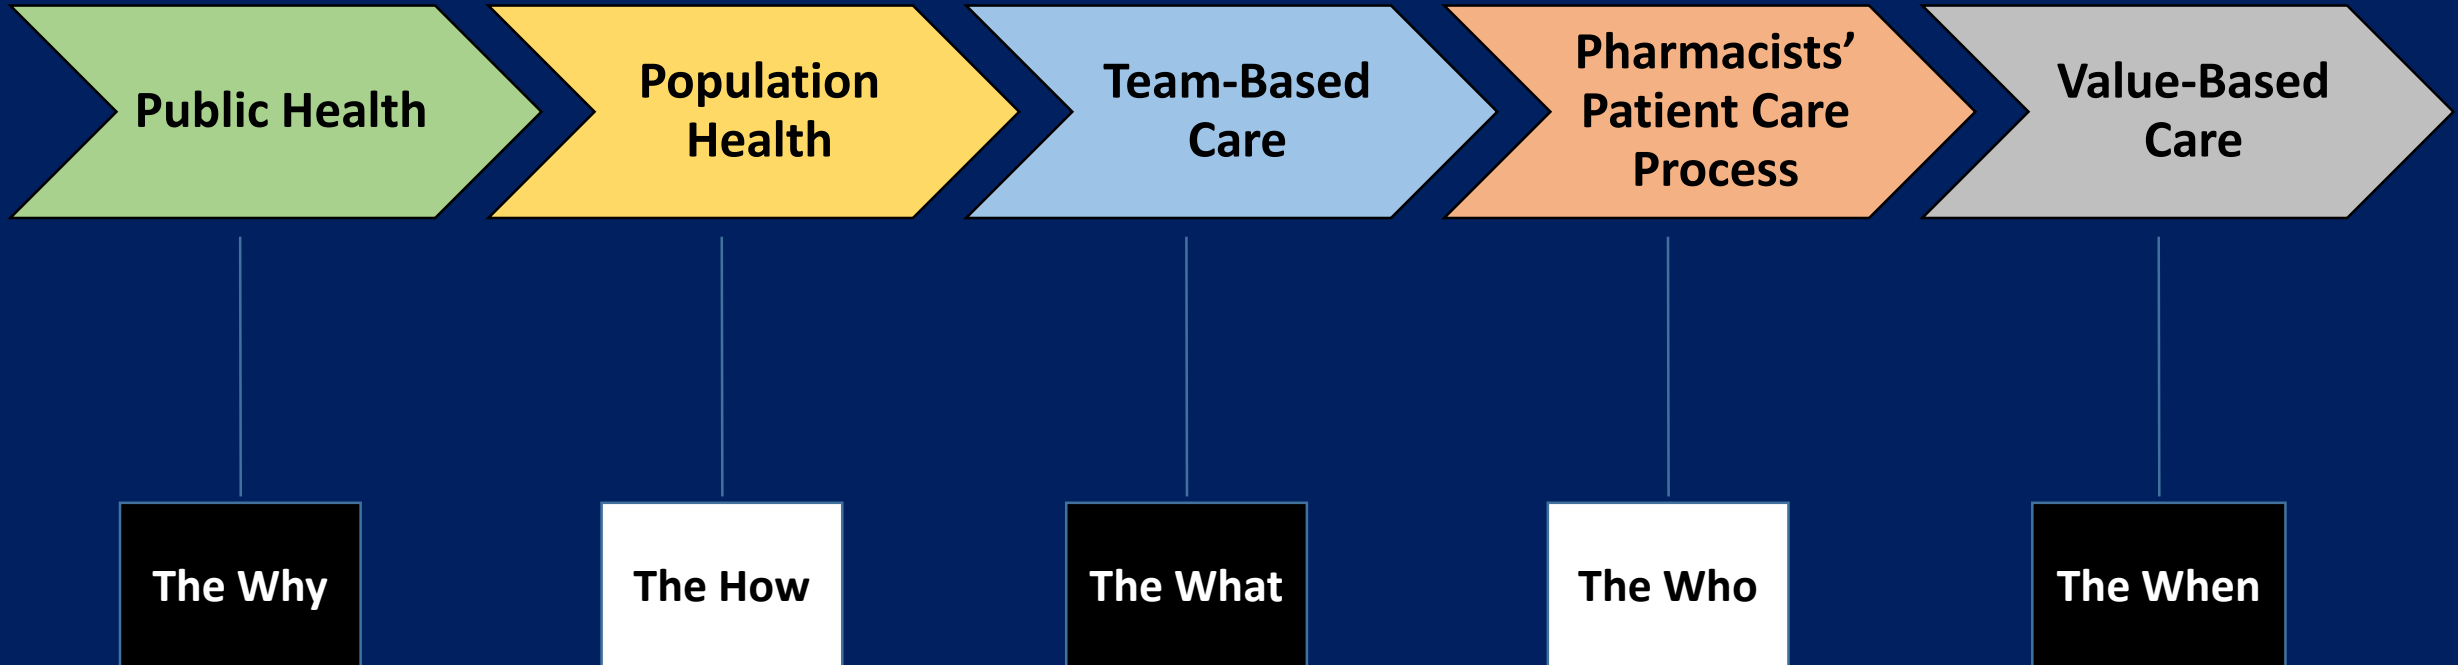 Public Health
Population
Health
Team-Based
Care
Pharmacists’
Patient Care
Process
Value-Based
Care
The Why
The How
The What
The Who
The When